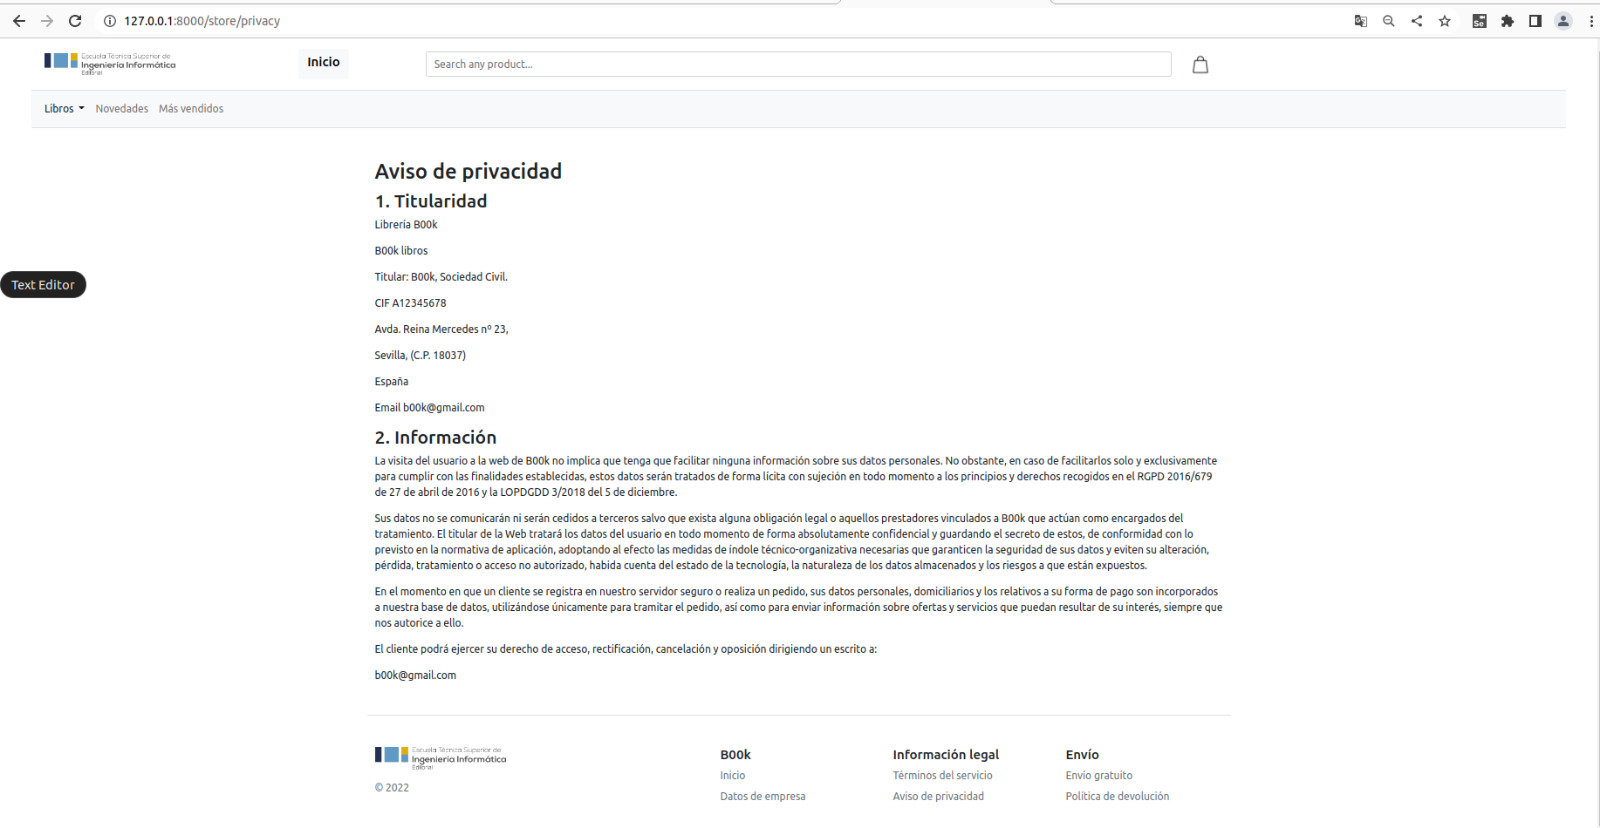 127.0.0.1:8000/store/privacy
Se
Escuela Técnica Superior de
Ingeniería Informática
Editorial
Inicio
Search any product...
Libros
Novedades
Más vendidos
Aviso de privacidad
1. Titularidad
Librería B00k
B00k libros
Titular: B00k, Sociedad Civil.
Text Editor
CIF A12345678
Avda. Reina Mercedes nº 23,
Sevilla, (C.P. 18037)
España
Email b00k@gmail.com
2. Información
La visita del usuario a la web de B00k no implica que tenga que facilitar ninguna información sobre sus datos personales. No obstante, en caso de facilitarlos solo y exclusivamente
para cumplir con las finalidades establecidas, estos datos serán tratados de forma lícita con sujeción en todo momento a los principios y derechos recogidos en el RGPD 2016/679
de 27 de abril de 2016 y la LOPDGDD 3/2018 del 5 de diciembre.
Sus datos no se comunicarán ni serán cedidos a terceros salvo que exista alguna obligación legal o aquellos prestadores vinculados a B00k que actúan como encargados del
tratamiento. El titular de la Web tratará los datos del usuario en todo momento de forma absolutamente confidencial y guardando el secreto de estos, de conformidad con lo
previsto en la normativa de aplicación, adoptando al efecto las medidas de índole técnico-organizativa necesarias que garanticen la seguridad de sus datos y eviten su alteración,
pérdida, tratamiento o acceso no autorizado, habida cuenta del estado de la tecnología, la naturaleza de los datos almacenados y los riesgos a que están expuestos.
En el momento en que un cliente se registra en nuestro servidor seguro o realiza un pedido, sus datos personales, domiciliarios y los relativos a su forma de pago son incorporados
a nuestra base de datos, utilizándose únicamente para tramitar el pedido, así como para enviar información sobre ofertas y servicios que puedan resultar de su interés, siempre que
nos autorice a ello.
El cliente podrá ejercer su derecho de acceso, rectificación, cancelación y oposición dirigiendo un escrito a:
b00k@gmail.com
Escuela Técnica Superior de
Ingeniería Informática
Editorial
© 2022
B00k
Inicio
Datos de empresa
Información legal
Términos del servicio
Aviso de privacidad
Envío
Envío gratuito
Política de devolución